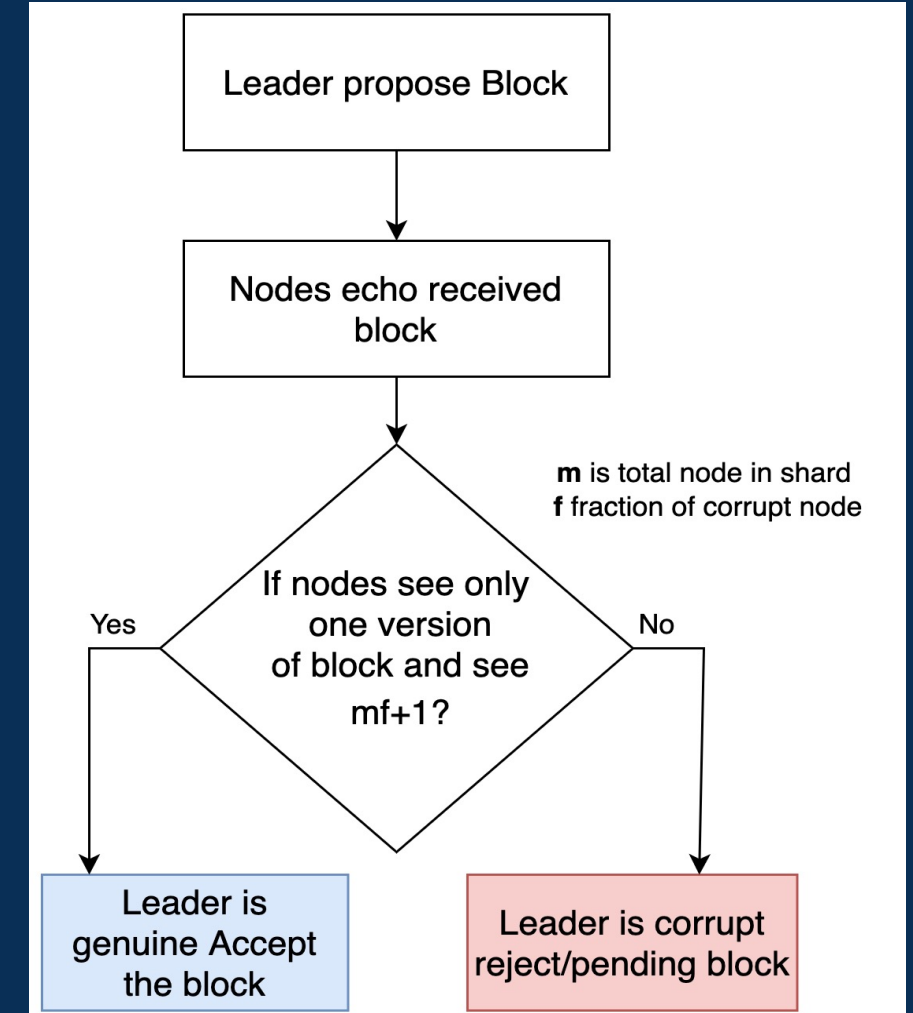 Leader propose Block
Nodes echo received
block
m is total node in shard
f fraction of corrupt node
If nodes see only
one version
of block and see
mf+1?
Yes
No
Leader is
genuine Accept
the block
Leader is corrupt
reject/pending block